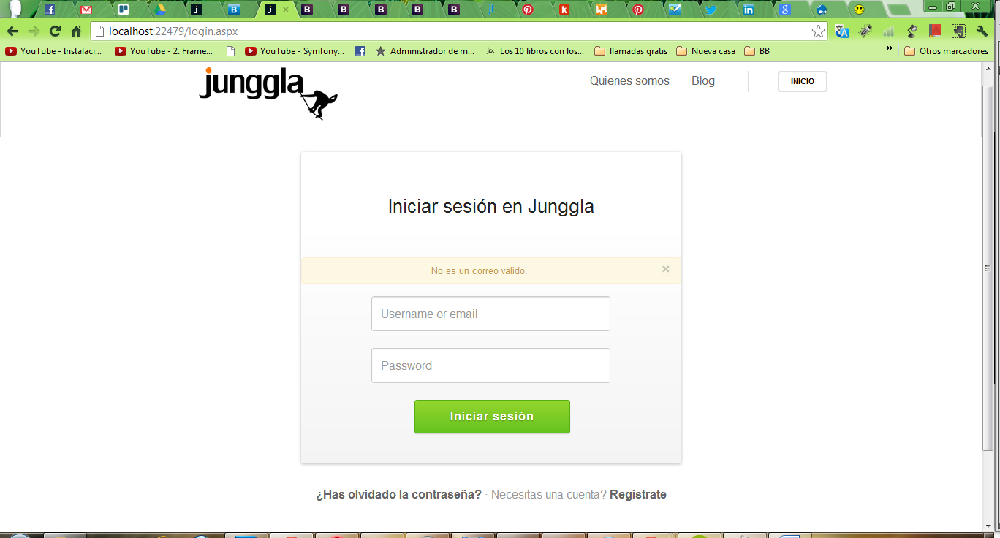 localhost:22479/login.aspx
YouTube - Instalaci...
YouTube - 2. Frame...
YouTube - Symfony...
Administrador de m...
Los 10 libros con los...
llamadas gratis
Nueva casa
BB
»
Otros marcadores
junggla
Quienes somos
Blog
INICIO
Iniciar sesión en Junggla
No es un correo valido.
×
Username or email
Password
Iniciar sesión
¿Has olvidado la contraseña? · Necesitas una cuenta? Registrate